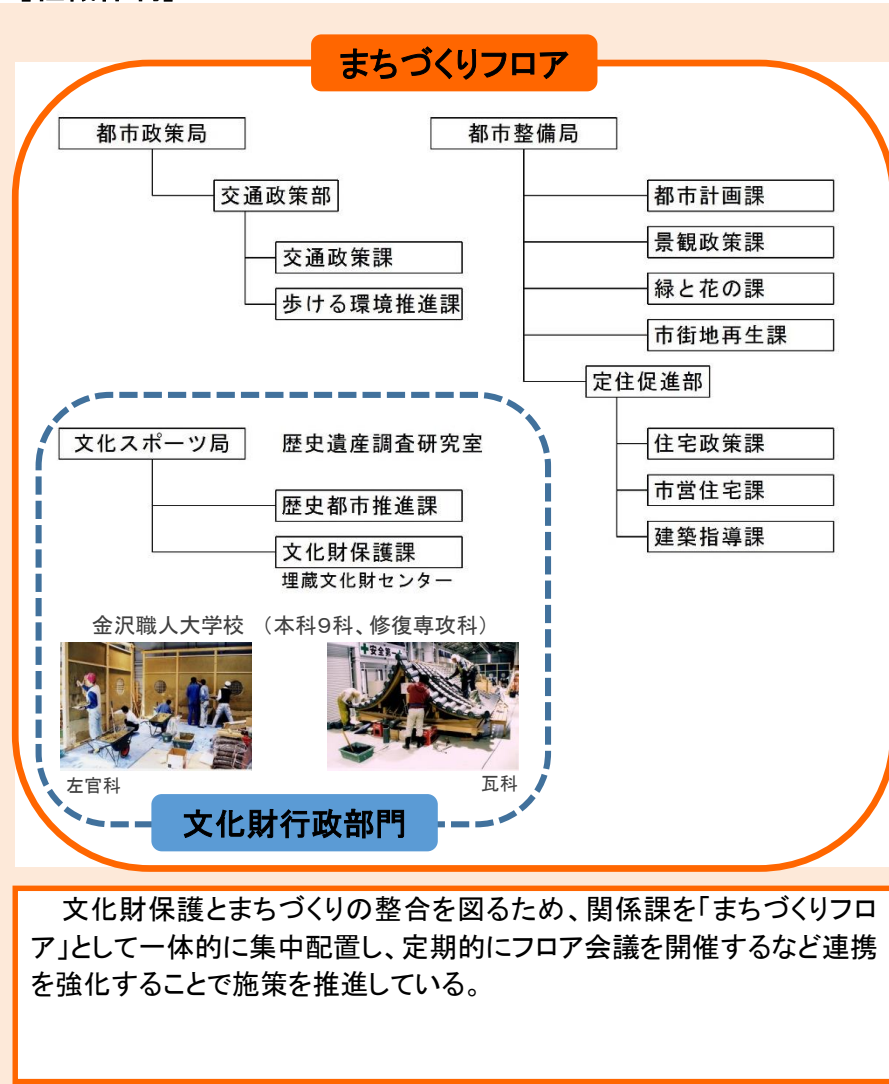 まちづくりフロア
都市政策局
交通政策部
交通政策課
歩ける環境推進課
都市整備局
都市計画課
景観政策課
緑と花の課
市街地再生課
定住促進部
住宅政策課
市営住宅課
建築指導課
文化スポーツ局
歴史遺産調査研究室
歴史都市推進課
文化財保護課
埋蔵文化財センター
金沢職人大学校 (本科9科、修復専攻科)
安全第一
左官科
瓦科
文化財行政部門
文化財保護とまちづくりの整合を図るため、関係課を「まちづくりフロ
ア」として一体的に集中配置し、定期的にフロア会議を開催するなど連携
を強化することで施策を推進している。